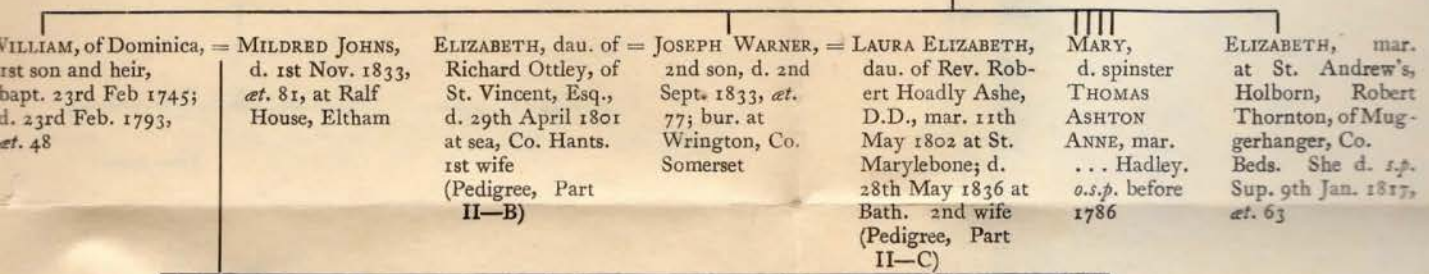 WILLIAM, of Dominica, =
1st son and heir,
bapt. 23rd Feb 1745;
d. 23rd Feb. 1793,
æt. 48
MILDRED JOHNS,
d. 1st Nov. 1833,
æt. 81, at Ralf
House, Eltham
ELIZABETH, dau. of =
Richard Ottley, of
St. Vincent, Esq.,
d. 29th April 1801
at sea, Co. Hants.
1st wife
(Pedigree, Part
II—B)
JOSEPH WARNER, =
2nd son, d. 2nd
Sept. 1833, æt.
77; bur. at
Wrington, Co.
Somerset
LAURA ELIZABETH,
dau. of Rev. Rob-
ert Hoadly Ashe,
D.D., mar. 11th
May 1802 at St.
Marylebone; d.
28th May 1836 at
Bath. 2nd wife
(Pedigree, Part
II—C)
MARY,
d. spinster
THOMAS
ASHTON
ANNE, mar.
... Hadley.
o.s.p. before
1786
ELIZABETH, mar.
at St. Andrew's,
Holborn, Robert
Thornton, of Mug-
gerhanger, Co.
Beds. She d. s.p.
Sup. 9th Jan. 1817,
æt. 63